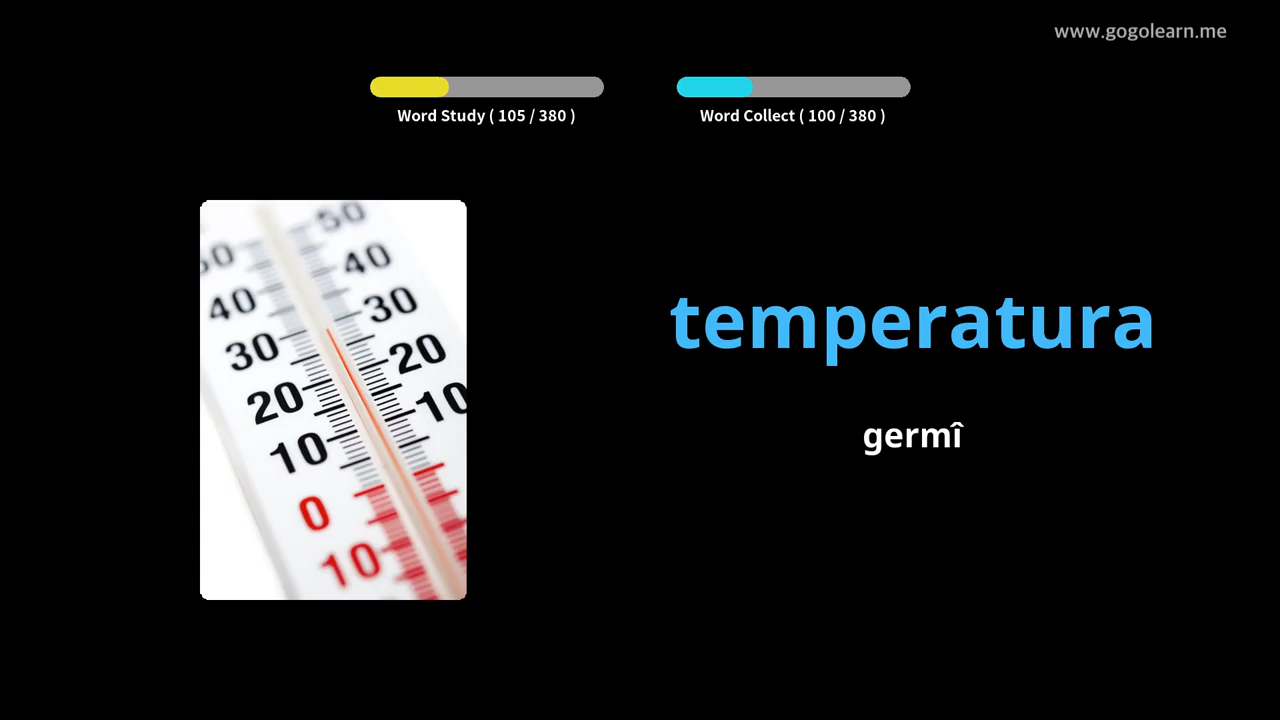 www.gogolearn.me
Word Study ( 105 / 380 )
Word Collect ( 100 / 380 )
50
50
40
40
30
30
20
20
10
10
0
10
temperatura
germî